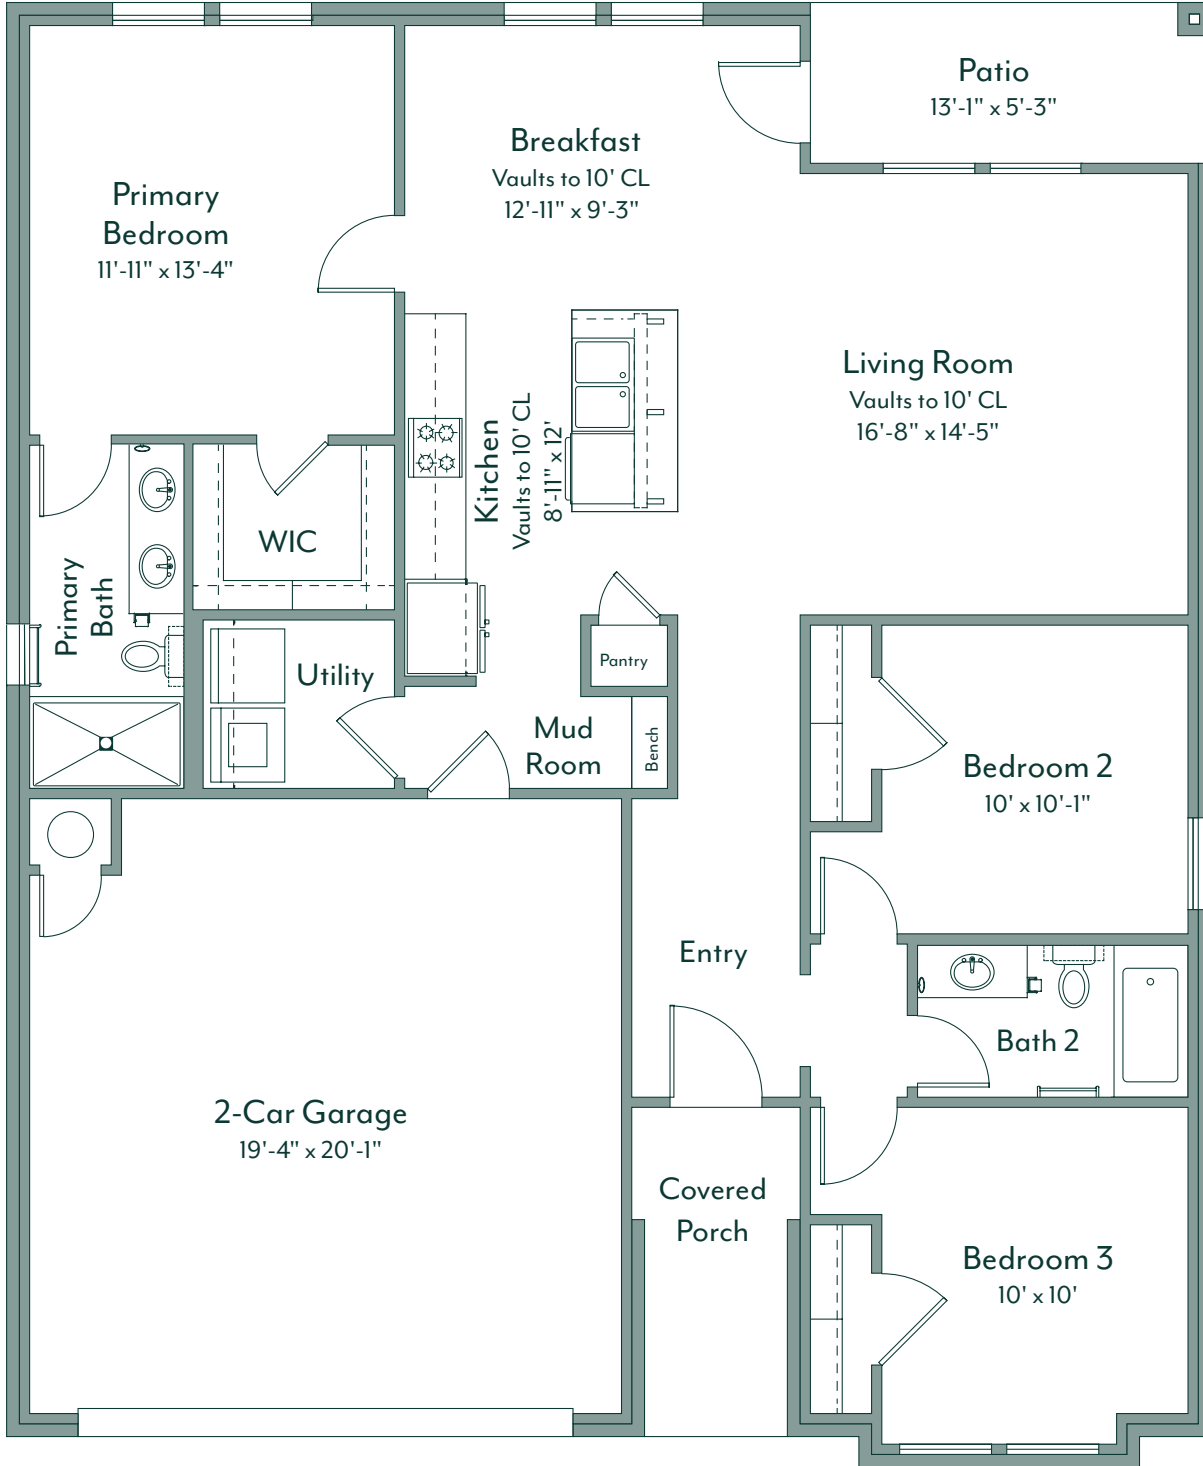 Patio
13'-1" x 5'-3"
Breakfast
Vaults to 10' CL
12'-11" x 9'-3"
Primary
Bedroom
11'-11" x 13'-4"
Living Room
Vaults to 10' CL
16'-8" x 14'-5"
Kitchen
Vaults to 10' CL
8'-11" x 12'
WIC
Primary
Bath
Utility
Pantry
Mud
Room
Bench
Bedroom 2
10' x 10'-1"
Entry
Bath 2
2-Car Garage
19'-4" x 20'-1"
Covered
Porch
Bedroom 3
10' x 10'